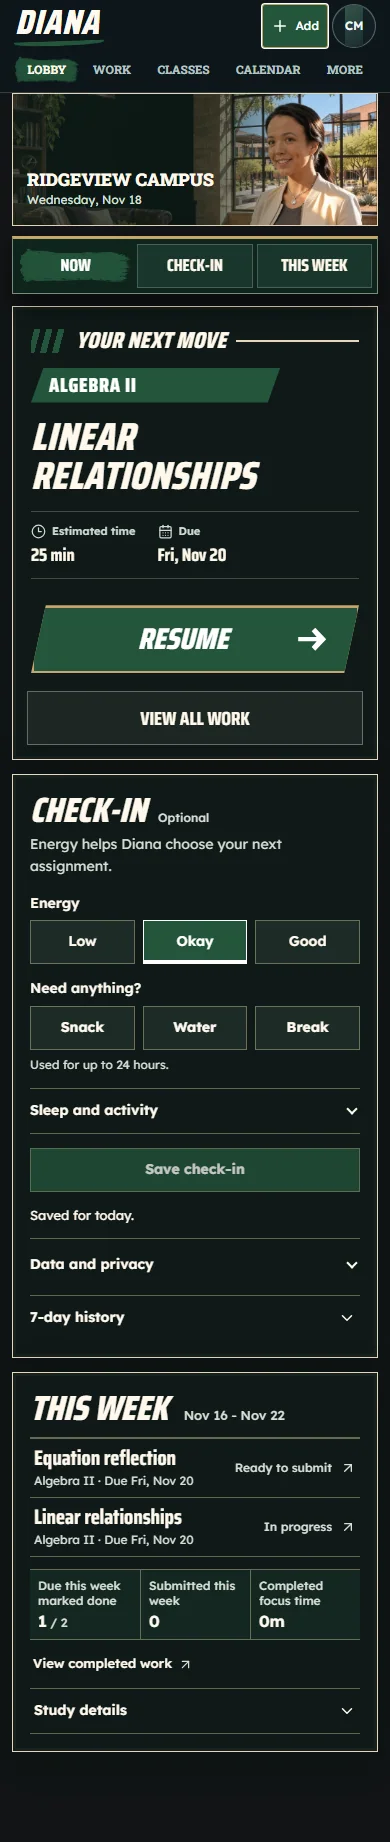 DIANA
+ Add
CM
LOBBY WORK CLASSES CALENDAR MORE
RIDGEVIEW CAMPUS
Wednesday, Nov 18
NOW CHECK-IN THIS WEEK
YOUR NEXT MOVE
ALGEBRA II
LINEAR
RELATIONSHIPS
Estimated time Due
25 min Fri, Nov 20
RESUME
VIEW ALL WORK
CHECK-IN Optional
Energy helps Diana choose your next
assignment.
Energy
Low Okay Good
Need anything?
Snack Water Break
Used for up to 24 hours.
Sleep and activity
Save check-in
Saved for today.
Data and privacy
7-day history
THIS WEEK Nov 16 - Nov 22
Equation reflection
Algebra II · Due Fri, Nov 20
Ready to submit
Linear relationships
Algebra II · Due Fri, Nov 20
In progress
Due this week
marked done
1 / 2
Submitted this
week
0
Completed
focus time
0m
View completed work
Study details